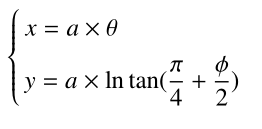 x = a × θ
y = a × ln tan(π/4 + ϕ/2)